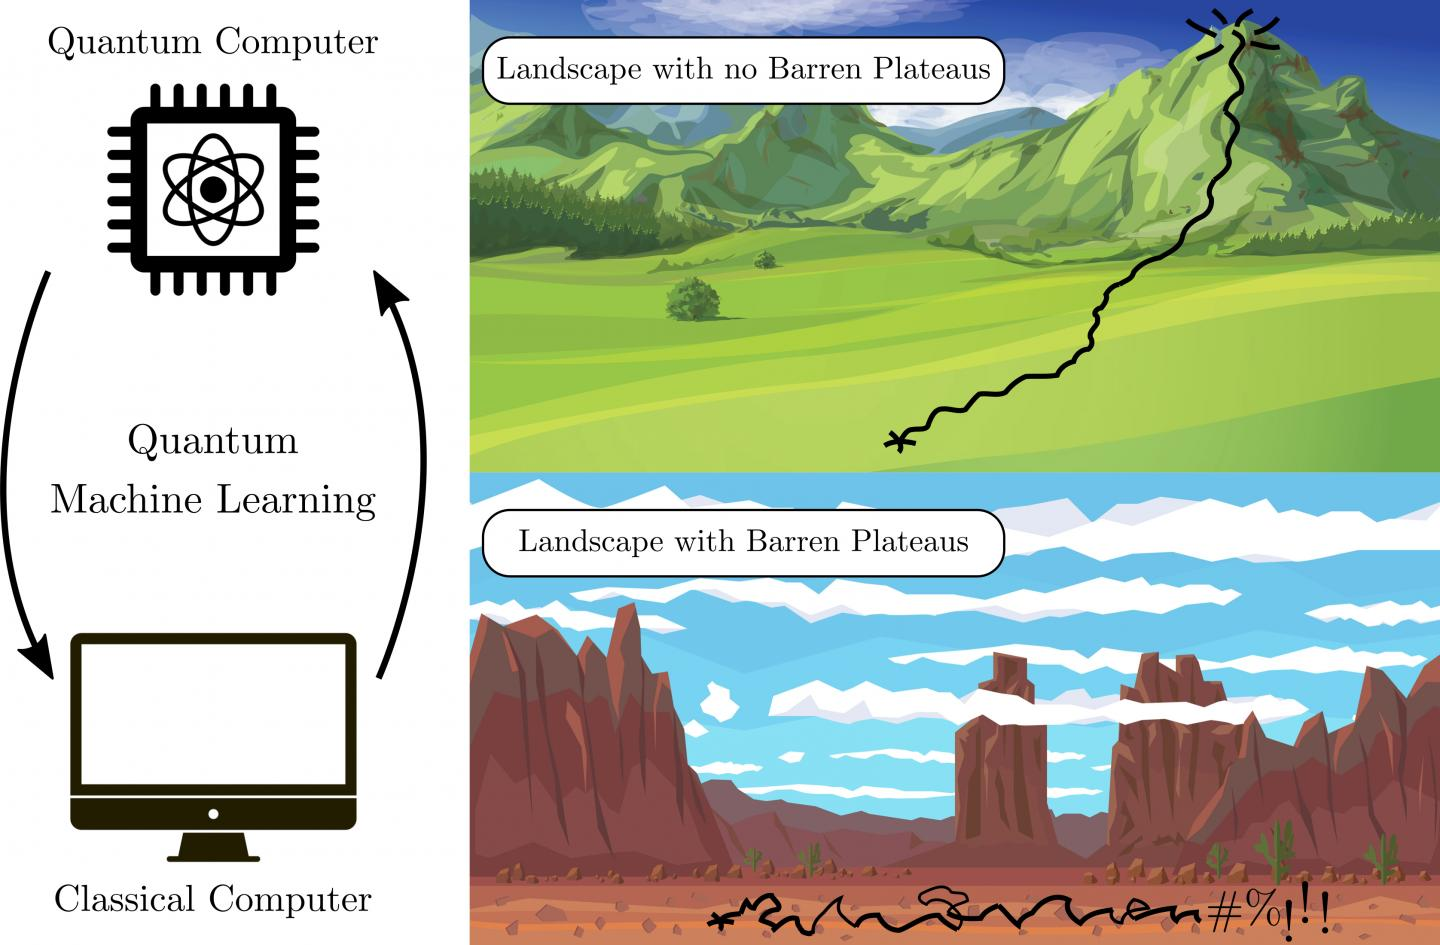 Quantum Computer
Quantum
Machine Learning
Classical Computer
Landscape with no Barren Plateaus
Landscape with Barren Plateaus
#%!!!